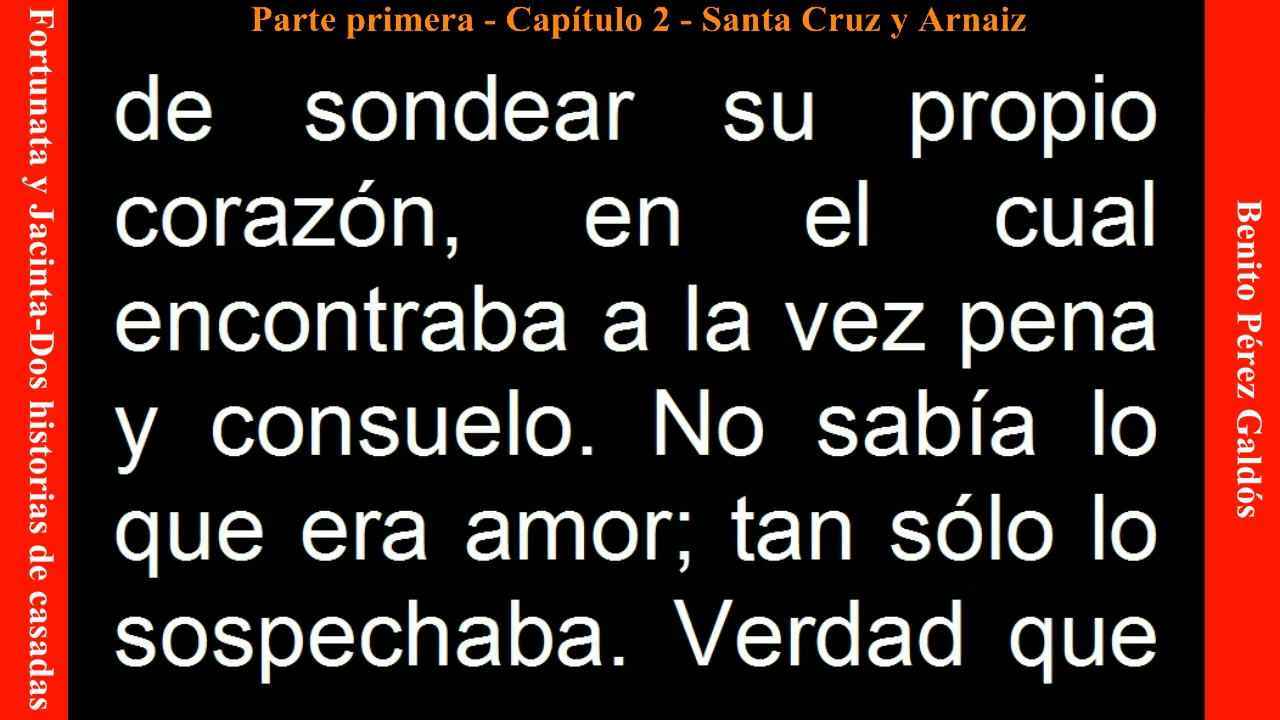 Parte primera - Capítulo 2 - Santa Cruz y Arnaiz
Fortunata y Jacinta-Dos historias de casadas
de sondear su propio
corazón, en el cual
encontraba a la vez pena
y consuelo. No sabía lo
que era amor; tan sólo lo
sospechaba. Verdad que
Benito Pérez Galdós